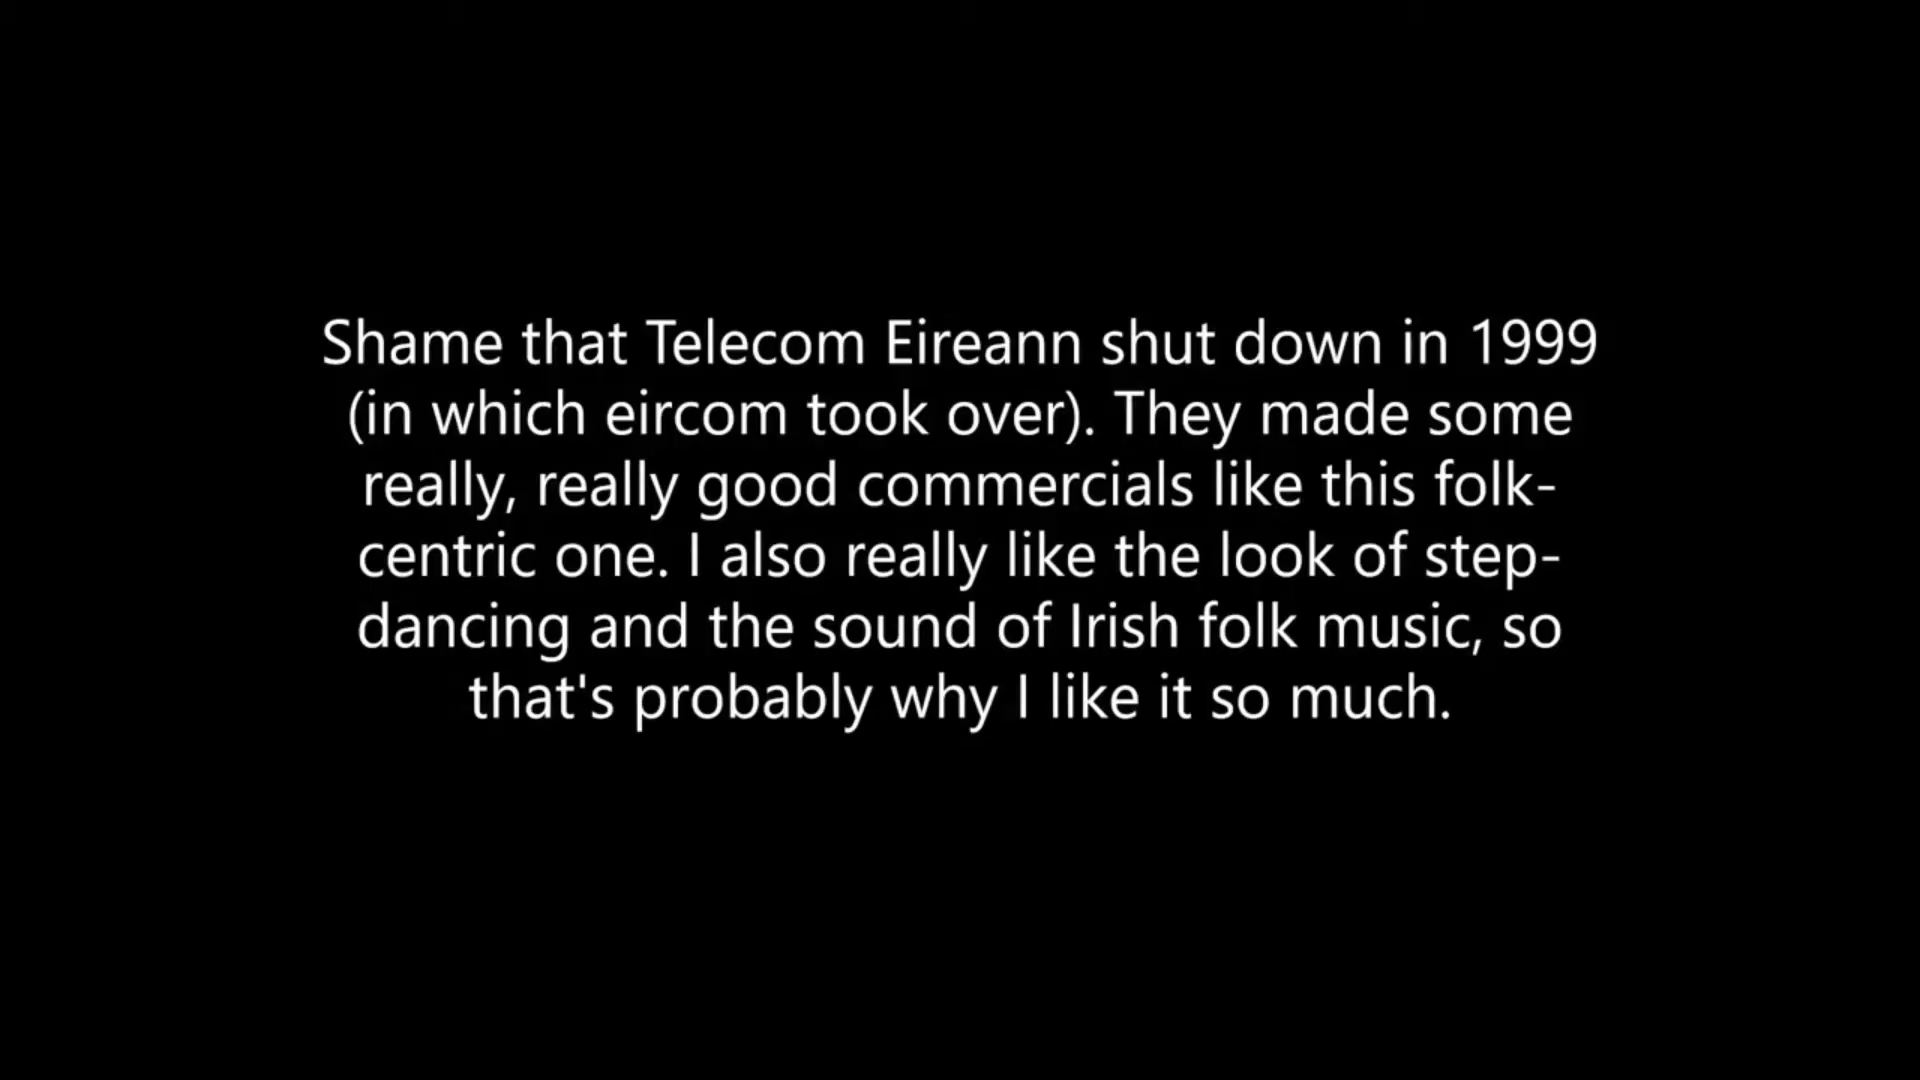 Shame that Telecom Eireann shut down in 1999
(in which eircom took over). They made some
really, really good commercials like this folk-
centric one. I also really like the look of step-
dancing and the sound of Irish folk music, so
that's probably why I like it so much.